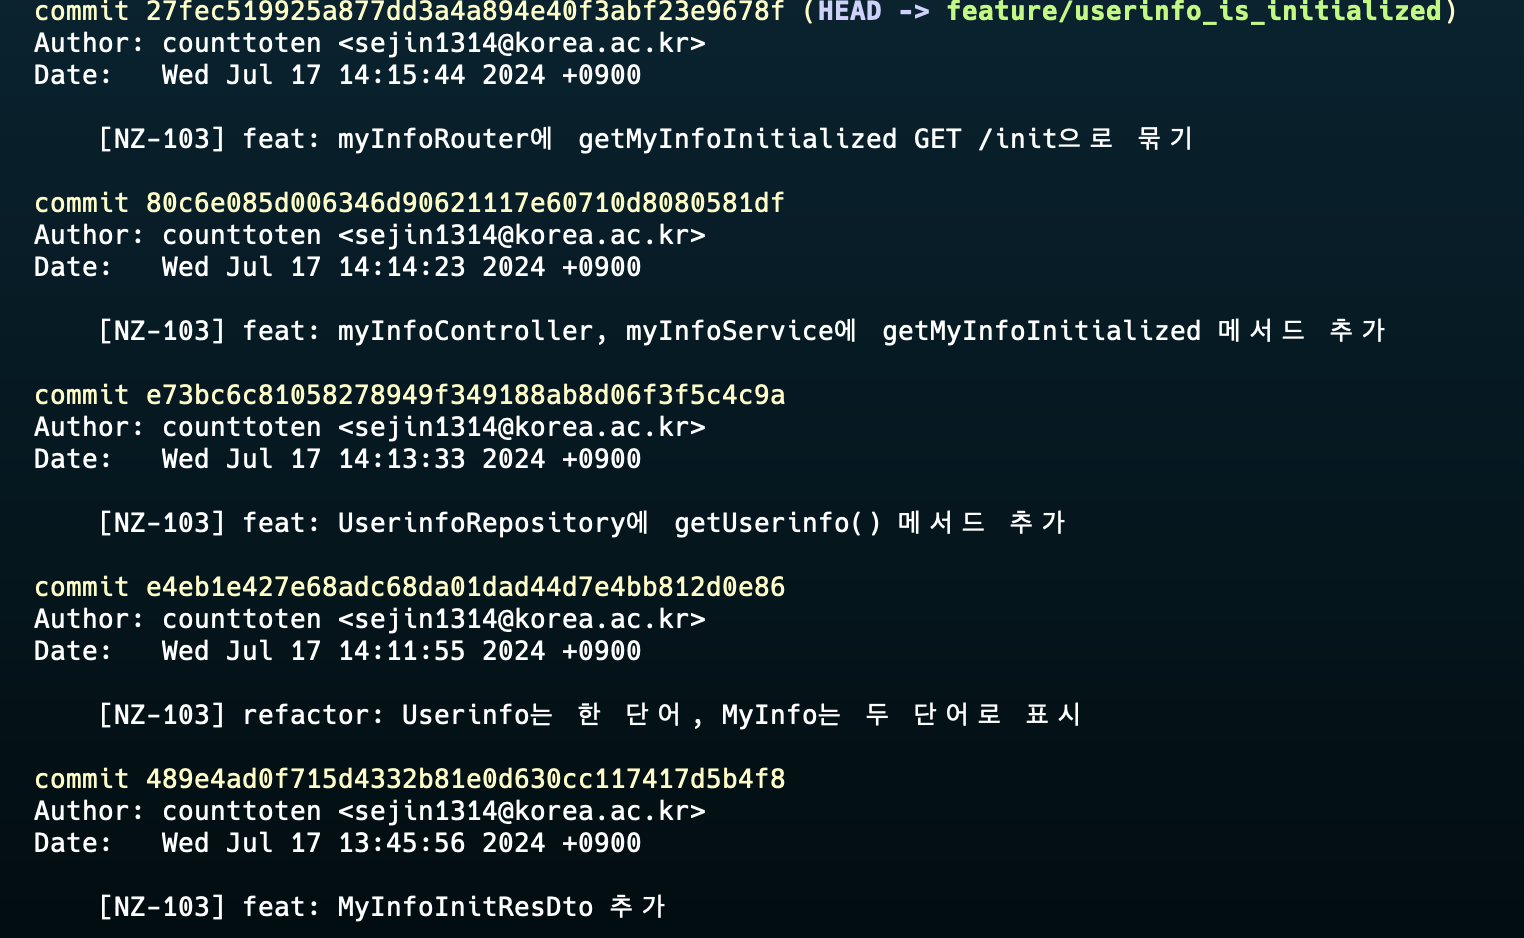 commit 27fec519925a877dd3a4a894e40f3abf23e9678f (HEAD -> feature/userinfo_is_initialized)
Author: counttoten <sejin1314@korea.ac.kr>
Date:   Wed Jul 17 14:15:44 2024 +0900
[NZ-103] feat: myInfoRouter에 getMyInfoInitialized GET /init으로 묶기
commit 80c6e085d006346d90621117e60710d8080581df
Author: counttoten <sejin1314@korea.ac.kr>
Date:   Wed Jul 17 14:14:23 2024 +0900
[NZ-103] feat: myInfoController, myInfoService에 getMyInfoInitialized 메서드 추가
commit e73bc6c81058278949f349188ab8d06f3f5c4c9a
Author: counttoten <sejin1314@korea.ac.kr>
Date:   Wed Jul 17 14:13:33 2024 +0900
[NZ-103] feat: UserinfoRepository에 getUserinfo() 메서드 추가
commit e4eb1e427e68adc68da01dad44d7e4bb812d0e86
Author: counttoten <sejin1314@korea.ac.kr>
Date:   Wed Jul 17 14:11:55 2024 +0900
[NZ-103] refactor: Userinfo는 한 단어, MyInfo는 두 단어로 표시
commit 489e4ad0f715d4332b81e0d630cc117417d5b4f8
Author: counttoten <sejin1314@korea.ac.kr>
Date:   Wed Jul 17 13:45:56 2024 +0900
[NZ-103] feat: MyInfoInitResDto 추가